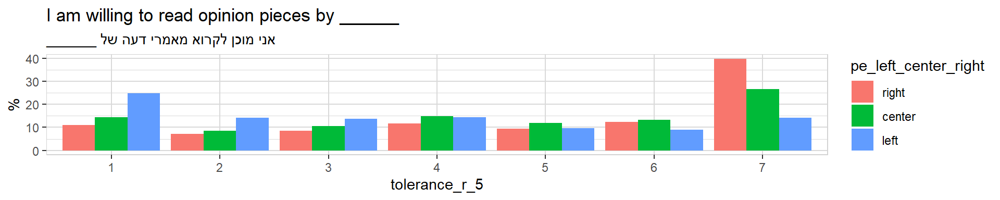 I am willing to read opinion pieces by ______
אני מוכן לקרוא מאמרי דעה של ______
%
40
30
20
10
0
1 2 3 4 5 6 7
tolerance_r_5
pe_left_center_right
right
center
left